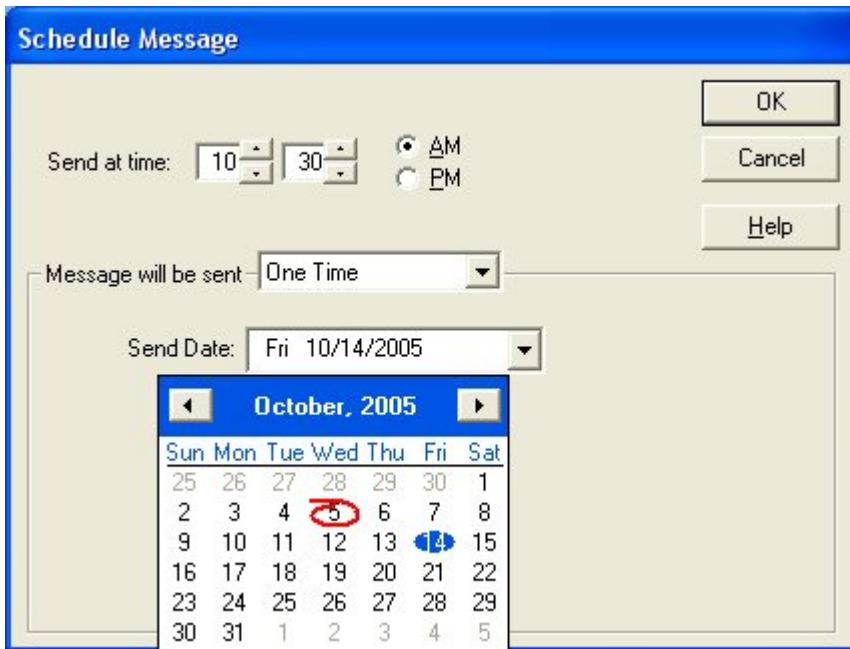 Schedule Message
OK
Send at time: 10 30 AM
PM
Cancel
Help
Message will be sent One Time
Send Date: Fri 10/14/2005
October, 2005
Sun Mon Tue Wed Thu Fri Sat
25 26 27 28 29 30 1
2 3 4 5 6 7 8
9 10 11 12 13 14 15
16 17 18 19 20 21 22
23 24 25 26 27 28 29
30 31 1 2 3 4 5